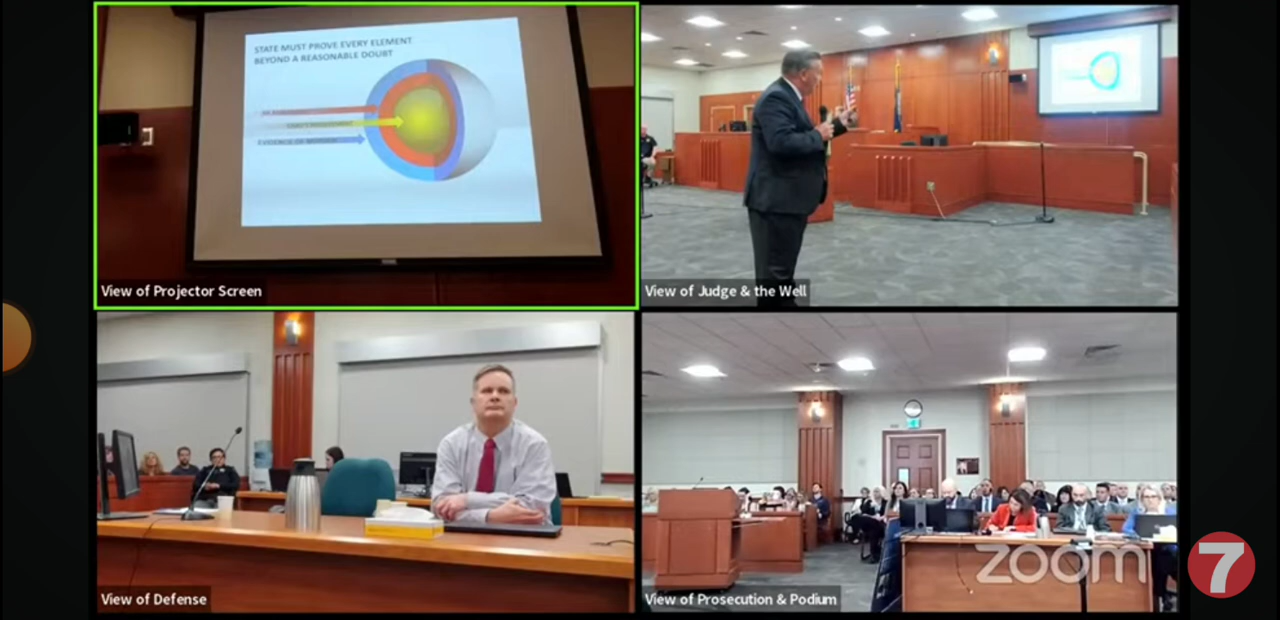 STATE MUST PROVE EVERY ELEMENT
BEYOND A REASONABLE DOUBT
EVIDENCE OF
View of Projector Screen
View of Judge & the Well
View of Defense
View of Prosecution & Podium
zoom
7